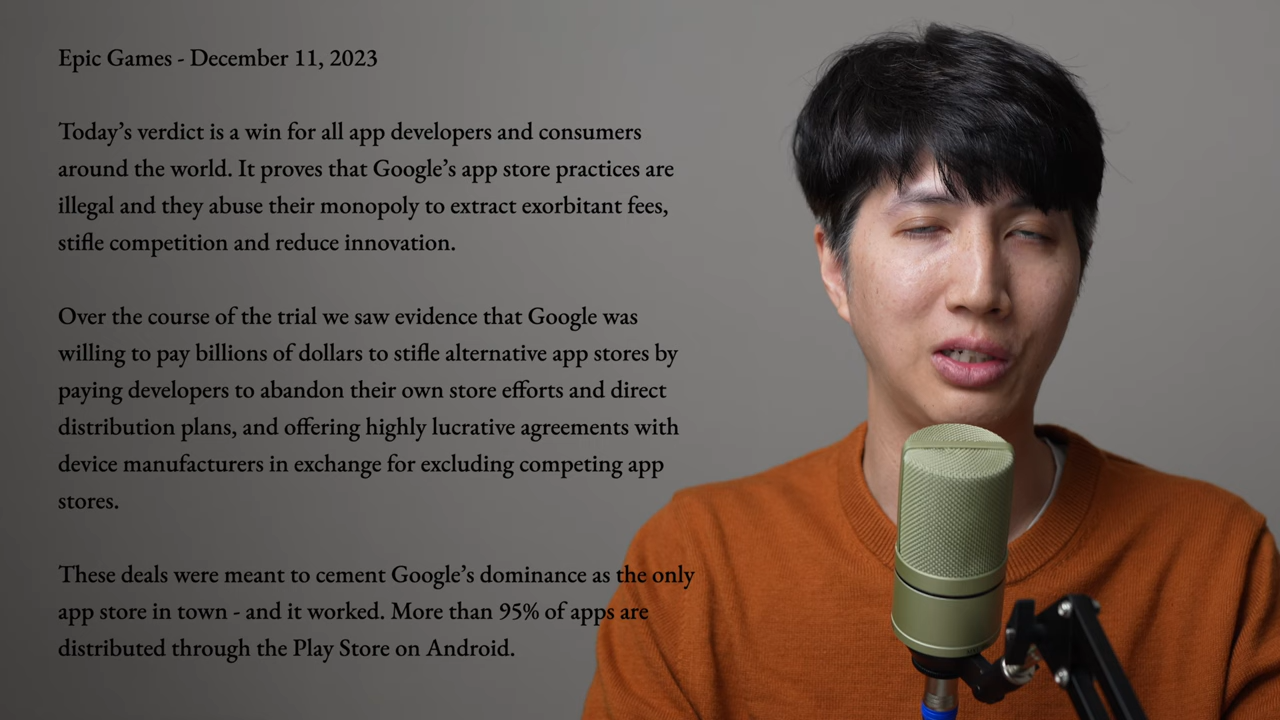 Epic Games - December 11, 2023
Today’s verdict is a win for all app developers and consumers
around the world. It proves that Google’s app store practices are
illegal and they abuse their monopoly to extract exorbitant fees,
stifle competition and reduce innovation.
Over the course of the trial we saw evidence that Google was
willing to pay billions of dollars to stifle alternative app stores by
paying developers to abandon their own store efforts and direct
distribution plans, and offering highly lucrative agreements with
device manufacturers in exchange for excluding competing app
stores.
These deals were meant to cement Google’s dominance as the only
app store in town - and it worked. More than 95% of apps are
distributed through the Play Store on Android.